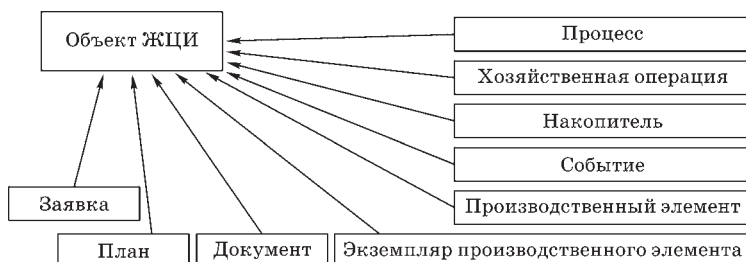 Объект ЖЦИ
Процесс
Хозяйственная операция
Накопитель
Событие
Производственный элемент
Заявка
План
Документ
Экземпляр производственного элемента